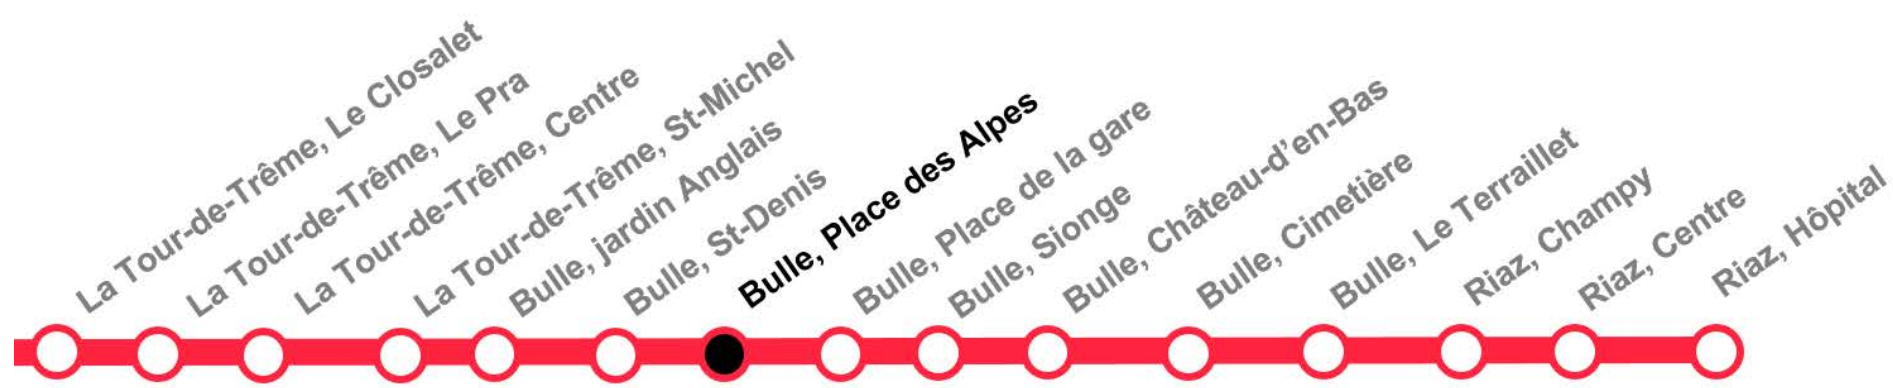 La Tour-de-Trême, Le Closalet
La Tour-de-Trême, Le Pra
La Tour-de-Trême, Centre
La Tour-de-Trême, St-Michel
Bulle, jardin Anglais
Bulle, St-Denis
Bulle, Place des Alpes
Bulle, Place de la gare
Bulle, Sionge
Bulle, Château-d’en-Bas
Bulle, Cimetière
Bulle, Le Terraillet
Riaz, Champy
Riaz, Centre
Riaz, Hôpital